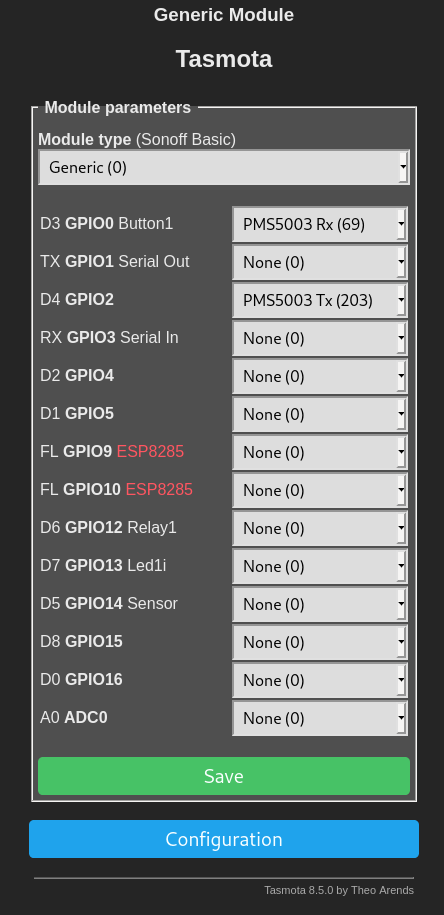 Generic Module
Tasmota
Module parameters
Module type (Sonoff Basic)
Generic (0)
D3 GPIO0 Button1 PMS5003 Rx (69)
TX GPIO1 Serial Out None (0)
D4 GPIO2 PMS5003 Tx (203)
RX GPIO3 Serial In None (0)
D2 GPIO4 None (0)
D1 GPIO5 None (0)
FL GPIO9 ESP8285 None (0)
FL GPIO10 ESP8285 None (0)
D6 GPIO12 Relay1 None (0)
D7 GPIO13 Led1i None (0)
D5 GPIO14 Sensor None (0)
D8 GPIO15 None (0)
D0 GPIO16 None (0)
A0 ADC0 None (0)
Save
Configuration
Tasmota 8.5.0 by Theo Arends